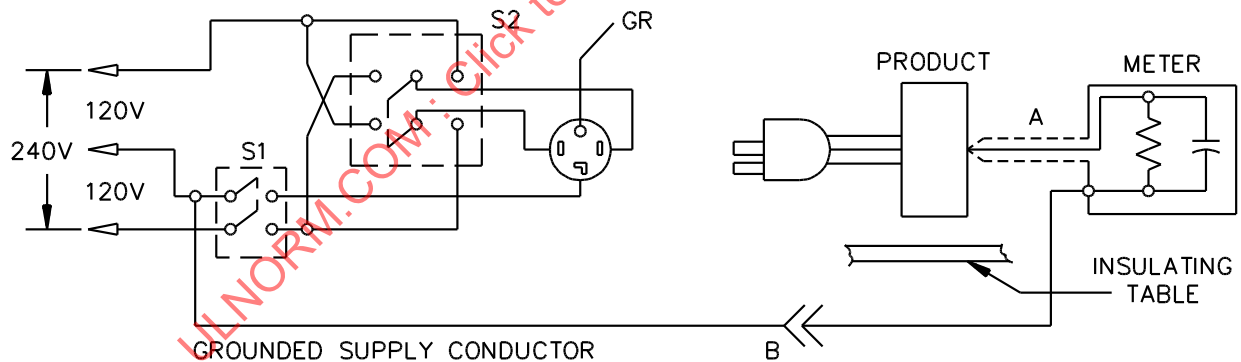 S2
GR
PRODUCT
METER
120V
A
240V
S1
120V
INSULATING
TABLE
GROUNDED SUPPLY CONDUCTOR
B
ULNORM.COM : Click to